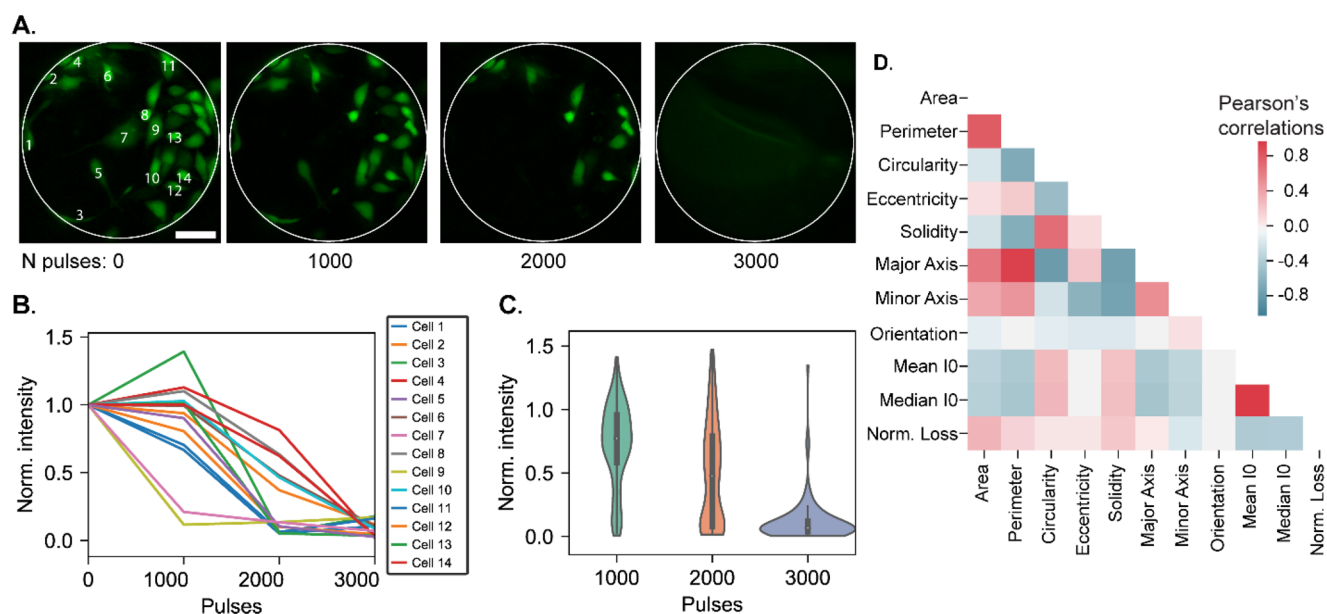 A.
4
11
2
6
8
9
1
7
13
5
10
14
12
3
N pulses: 0 1000 2000 3000
B.
1.5
1.0
0.5
0.0
Norm. intensity
0 1000 2000 3000
Pulses
Cell 1
Cell 2
Cell 3
Cell 4
Cell 5
Cell 6
Cell 7
Cell 8
Cell 9
Cell 10
Cell 11
Cell 12
Cell 13
Cell 14
C.
1.5
1.0
0.5
0.0
Norm. intensity
1000 2000 3000
Pulses
D.
Area
Perimeter
Circularity
Eccentricity
Solidity
Major Axis
Minor Axis
Orientation
Mean I0
Median I0
Norm. Loss
Area
Perimeter
Circularity
Eccentricity
Solidity
Major Axis
Minor Axis
Orientation
Mean I0
Median I0
Norm. Loss
Pearson's
correlations
0.8
0.4
0.0
-0.4
-0.8